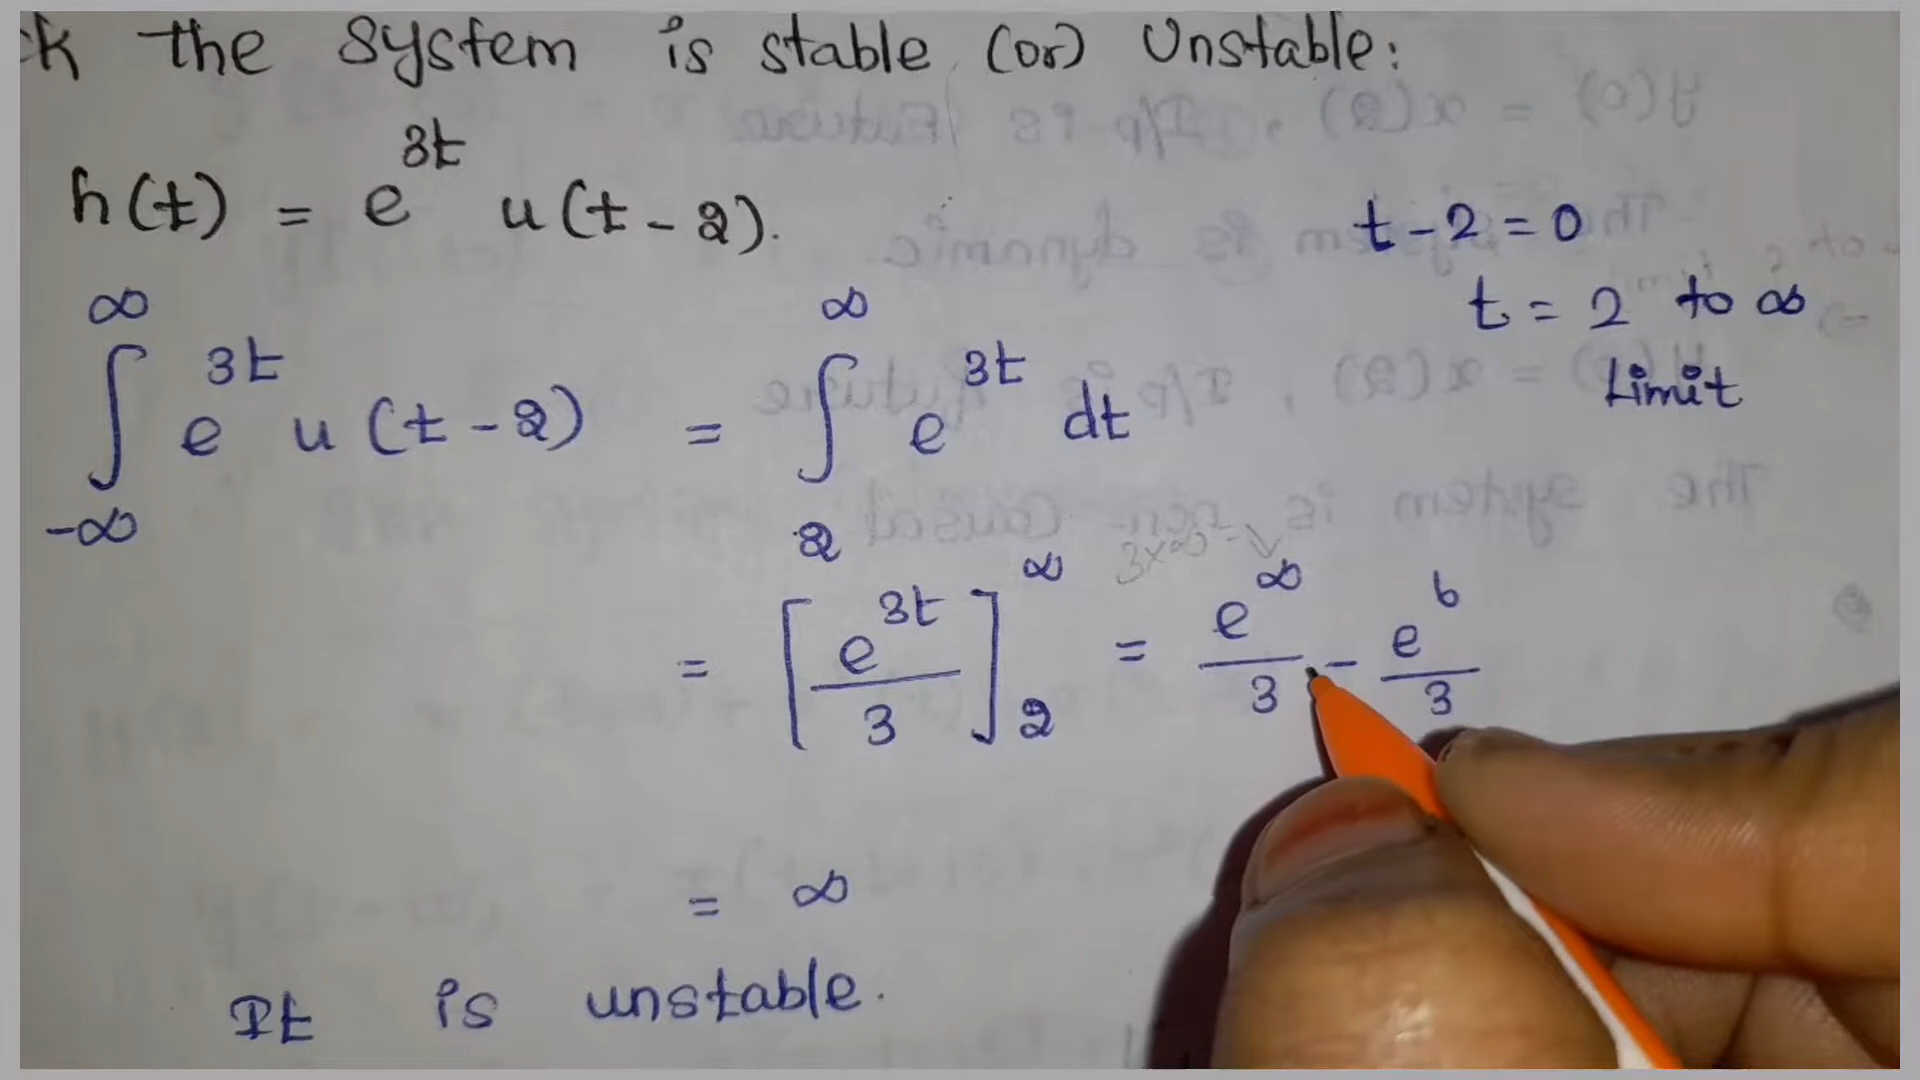 k the System is stable (or) Unstable:
h(t) = e^3t u(t-2).
t-2=0
t = 2 to ∞
Limit
∫_-∞^∞ e^3t u(t-2) = ∫_2^∞ e^3t dt
3×∞
= [e^3t/3]_2^∞ = e^∞/3 - e^6/3
= ∞
It is unstable.